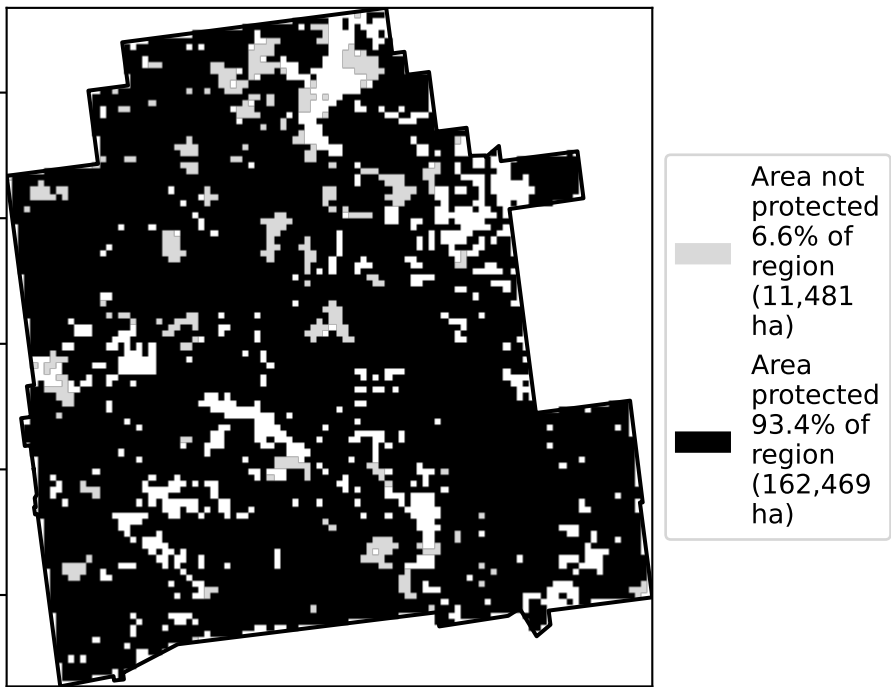 Area not
protected
6.6% of
region
(11,481
ha)
Area
protected
93.4% of
region
(162,469
ha)